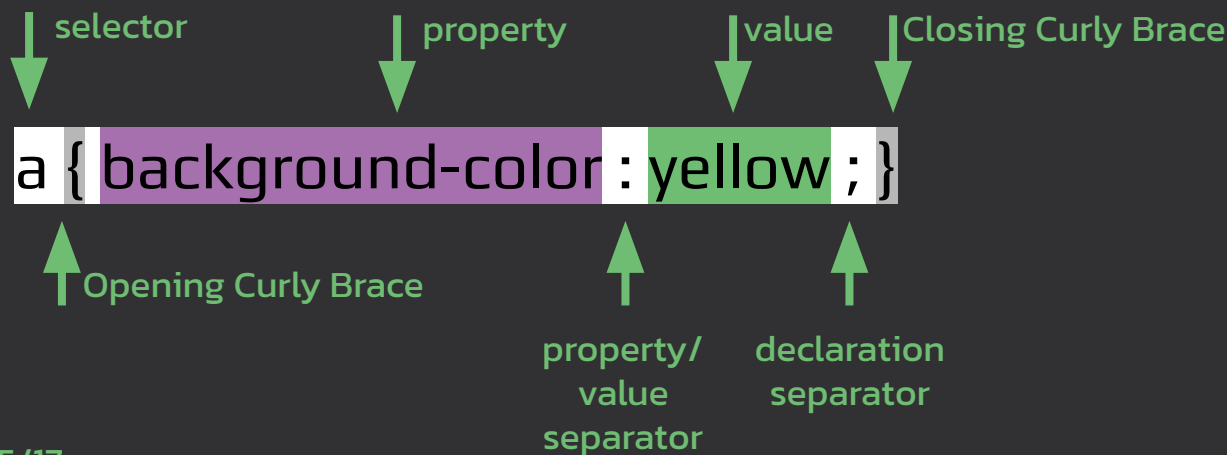 selector
property
value
Closing Curly Brace
a { background-color : yellow ; }
Opening Curly Brace
property/
value
separator
declaration
separator